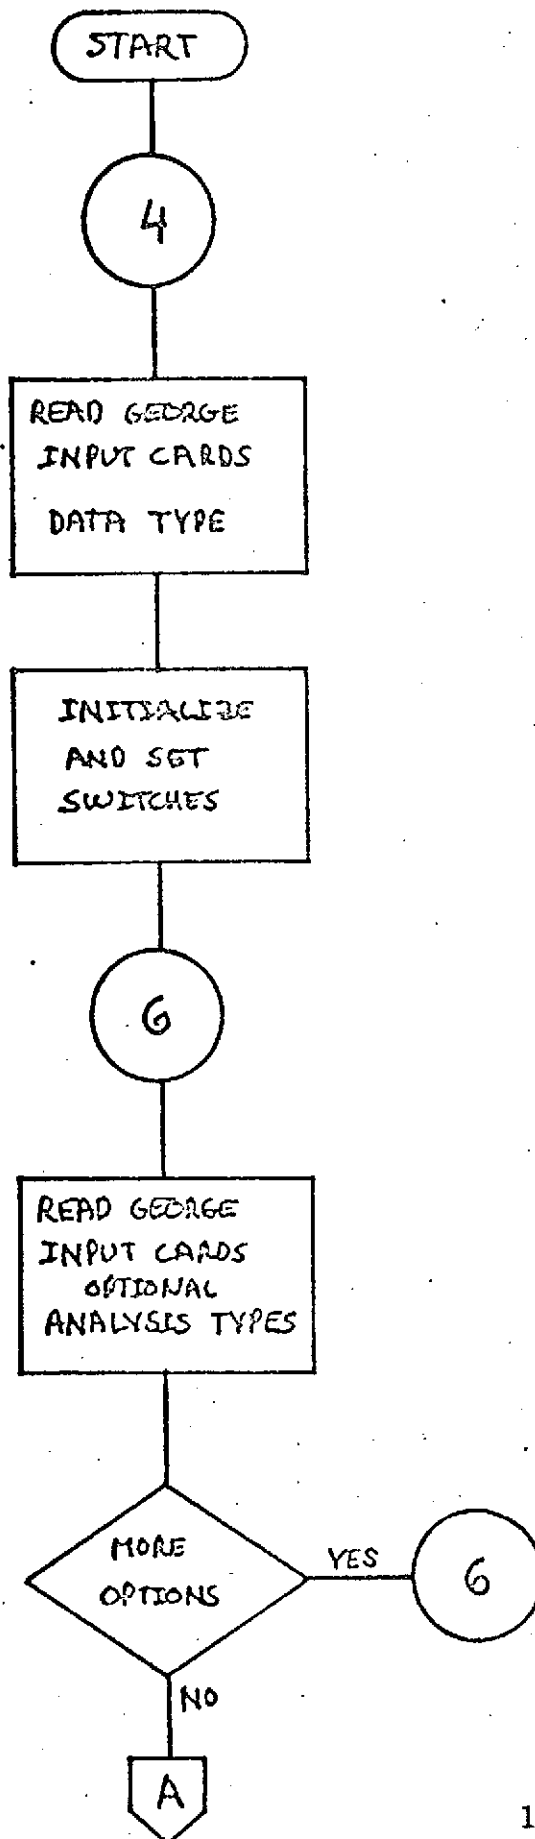 START
4
READ GEORGE
INPUT CARDS
DATA TYPE
INITIALIZE
AND SET
SWITCHES
6
READ GEORGE
INPUT CARDS
OPTIONAL
ANALYSIS TYPES
MORE
OPTIONS
YES
6
NO
A
1